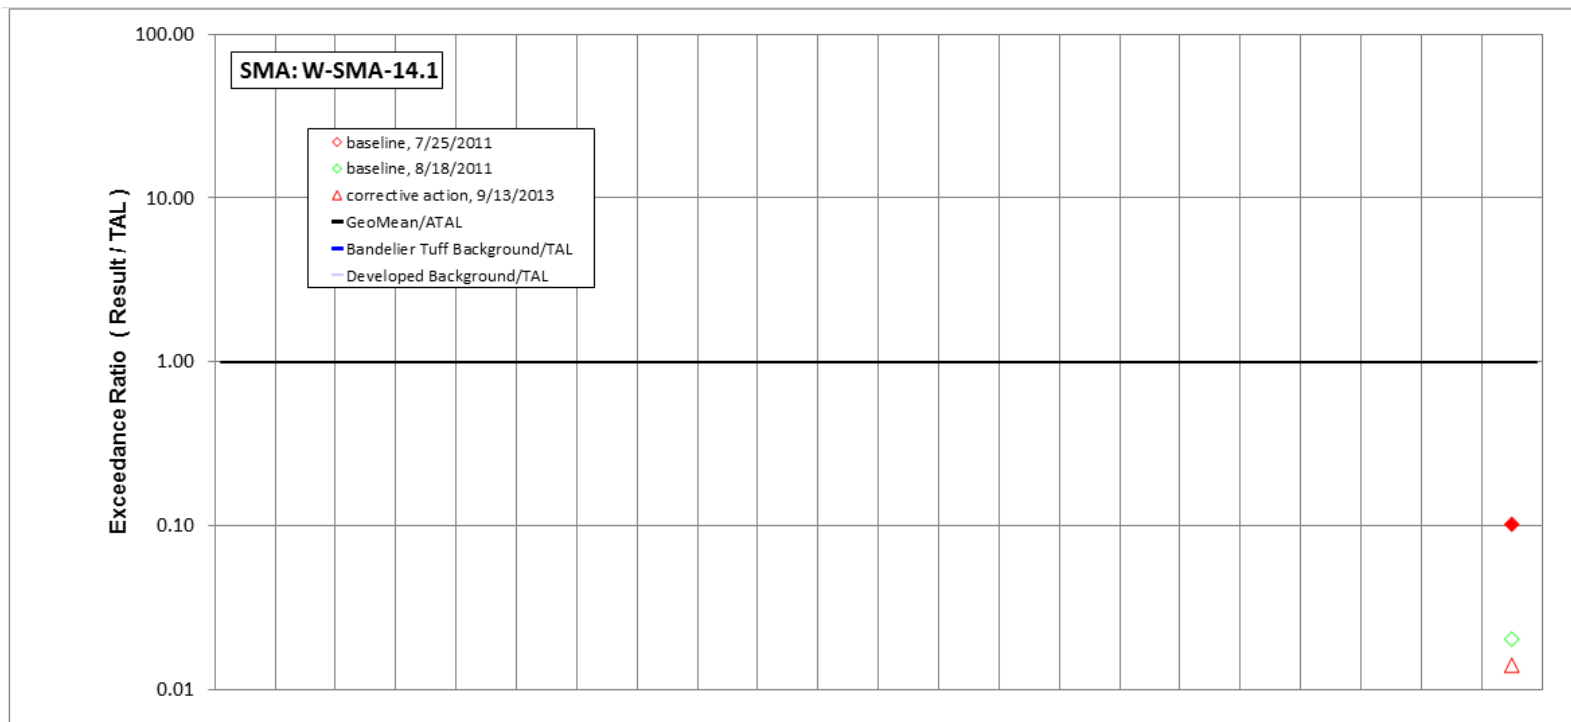 100.00
SMA: W-SMA-14.1
baseline, 7/25/2011
baseline, 8/18/2011
corrective action, 9/13/2013
GeoMean/ATAL
Bandelier Tuff Background/TAL
Developed Background/TAL
10.00
1.00
0.10
0.01
Exceedance Ratio ( Result / TAL )